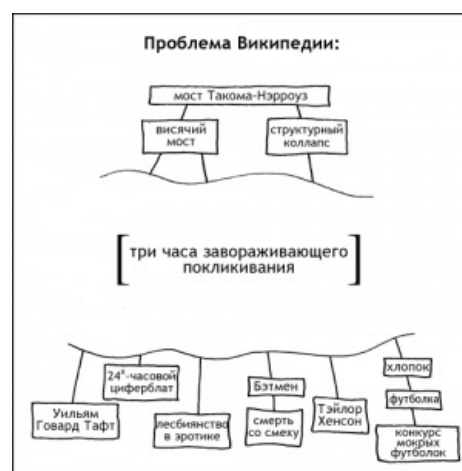 Проблема Википедии:
мост Такома-Нэрроуз
висячий
мост
структурный
коллапс
[три часа завораживающего
покликивания]
Уильям
Говард Тафт
24ˣ-часовой
циферблат
лесбиянство
в эротике
Бэтмен
смерть
со смеху
Тэйлор
Хенсон
хлопок
футболка
конкурс
мокрых
футболок